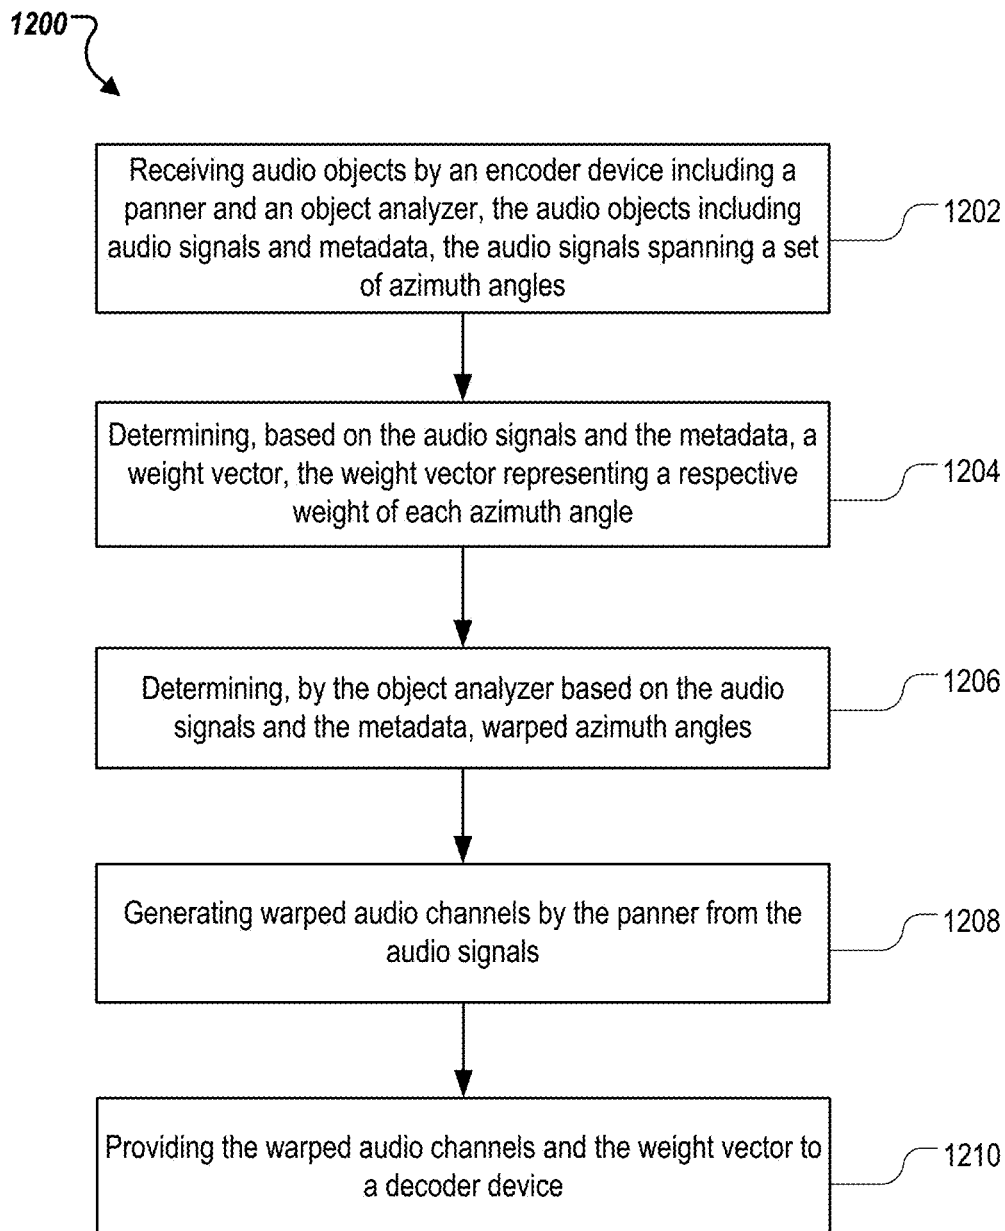 1200
Receiving audio objects by an encoder device including a
panner and an object analyzer, the audio objects including
audio signals and metadata, the audio signals spanning a set
of azimuth angles
1202
Determining, based on the audio signals and the metadata, a
weight vector, the weight vector representing a respective
weight of each azimuth angle
1204
Determining, by the object analyzer based on the audio
signals and the metadata, warped azimuth angles
1206
Generating warped audio channels by the panner from the
audio signals
1208
Providing the warped audio channels and the weight vector to
a decoder device
1210